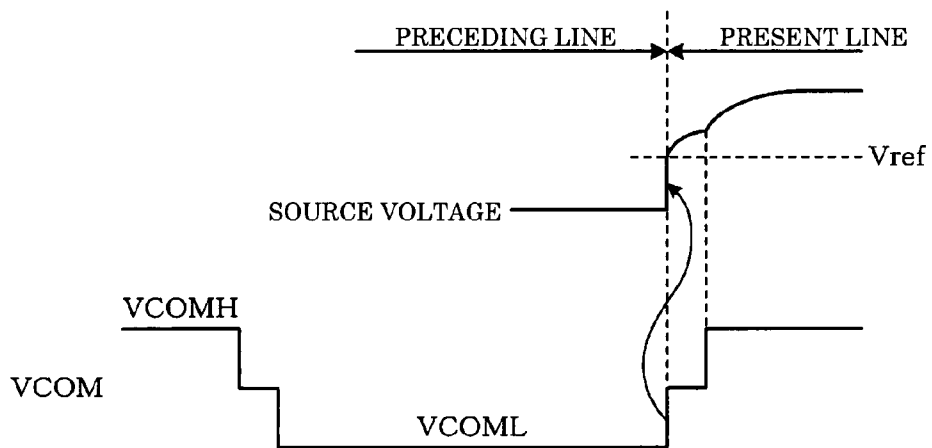 PRECEDING LINE
PRESENT LINE
Vref
SOURCE VOLTAGE
VCOMH
VCOM
VCOML